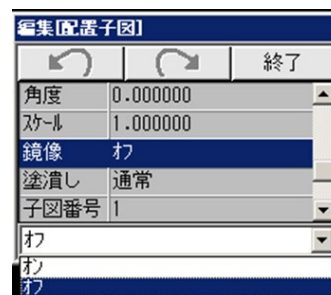 編集[配置子図]
終了
角度 0.000000
ｽｹｰﾙ 1.000000
鏡像 ｵﾌ
塗潰し 通常
子図番号 1
ｵﾌ
ｵﾝ
ｵﾌ